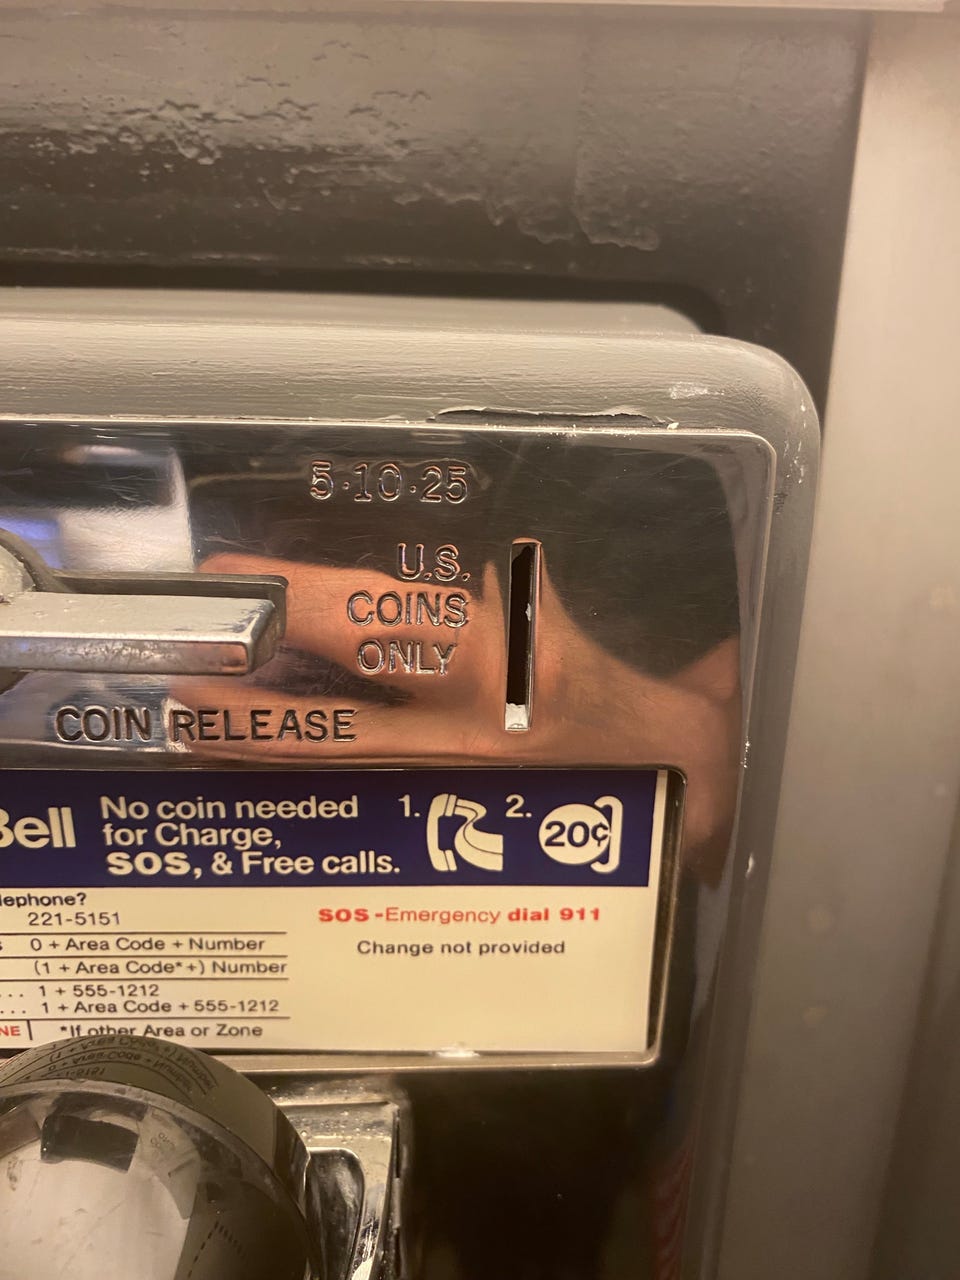 5·10·25
U.S.
COINS
ONLY
COIN RELEASE
Bell
No coin needed
for Charge,
SOS, & Free calls.
1.
2.
20¢
221-5151
0 + Area Code + Number
(1 + Area Code*+) Number
... 1 + 555-1212
... 1 + Area Code + 555-1212
*If other Area or Zone
SOS-Emergency dial 911
Change not provided